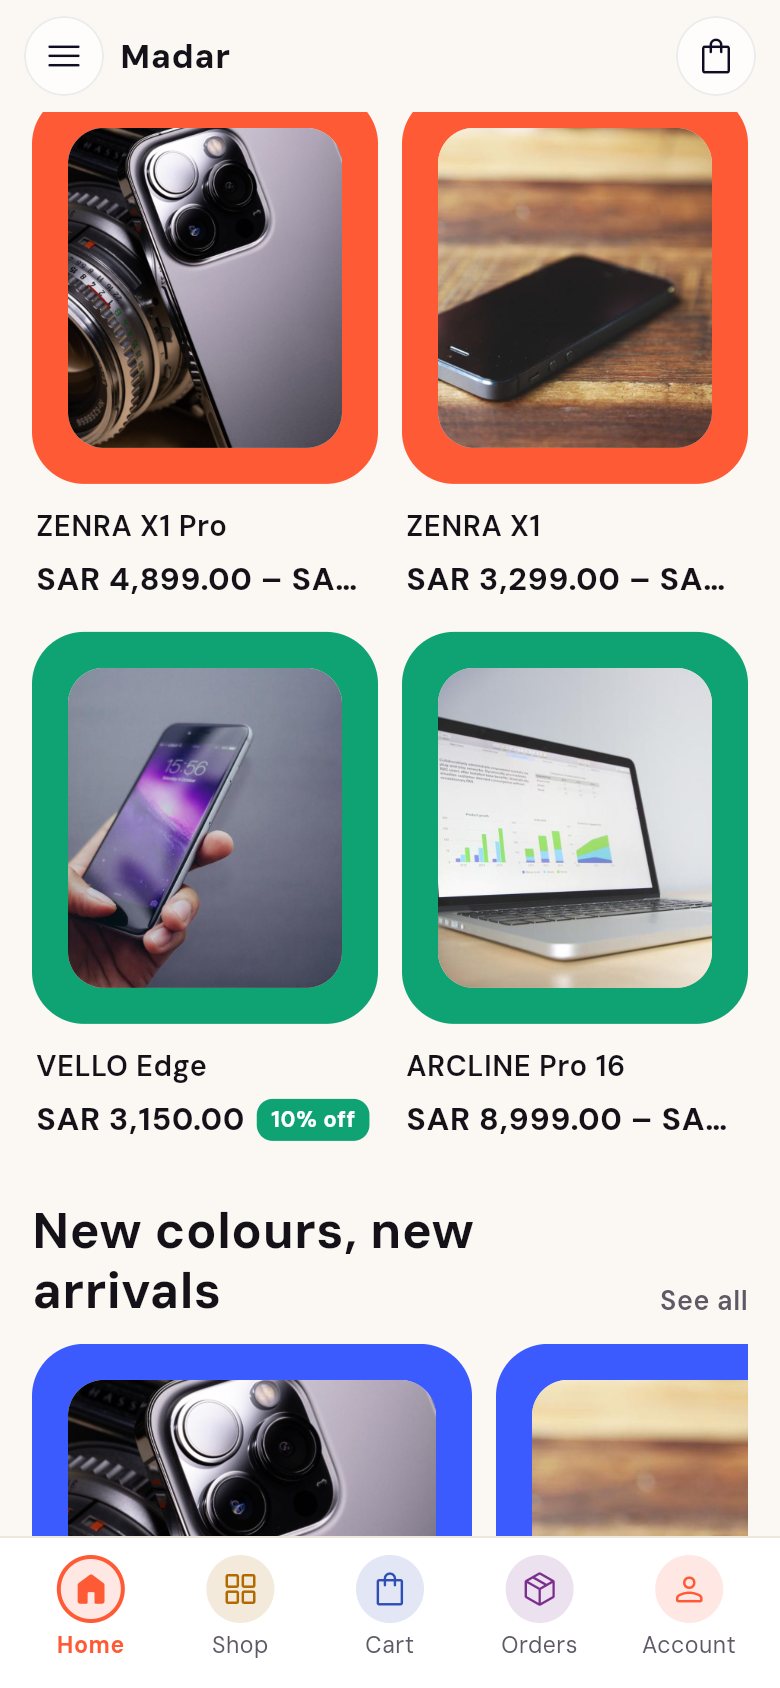 Madar
ZENRA X1 Pro
ZENRA X1
SAR 4,899.00 – SA...
SAR 3,299.00 – SA...
15:56
VELLO Edge
ARCLINE Pro 16
SAR 3,150.00
10% off
SAR 8,999.00 – SA...
New colours, new
arrivals
See all
Home
Shop
Cart
Orders
Account